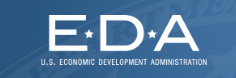 E★D★A
U.S. ECONOMIC DEVELOPMENT ADMINISTRATION